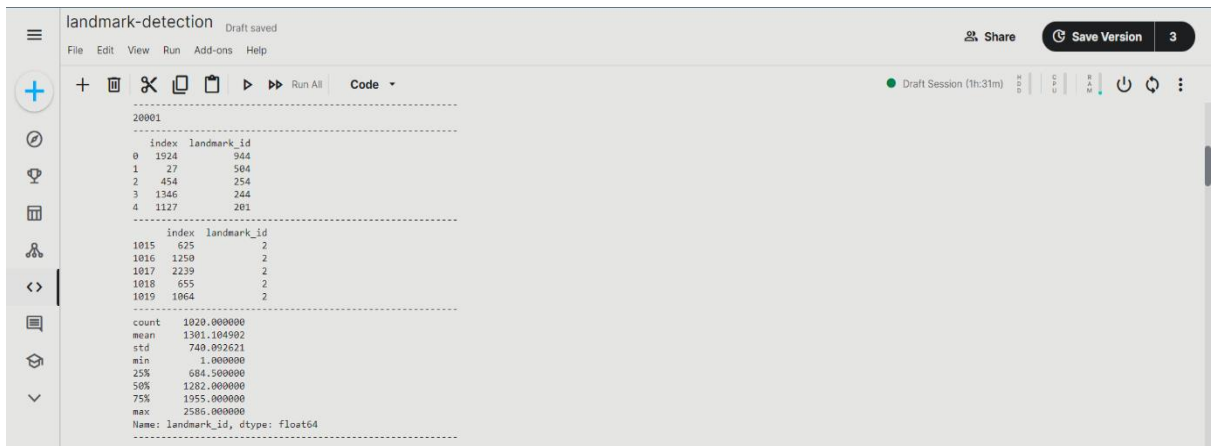 landmark-detection Draft saved
File Edit View Run Add-ons Help
Share
Save Version 3
Run All Code
Draft Session (1h:31m) HDD CPU RAM
--------------------------------------------------
20001
--------------------------------------------------
index landmark_id
0 1924 944
1 27 504
2 454 254
3 1346 244
4 1127 201
--------------------------------------------------
index landmark_id
1015 625 2
1016 1250 2
1017 2239 2
1018 655 2
1019 1064 2
--------------------------------------------------
count 1020.000000
mean 1301.104902
std 740.092621
min 1.000000
25% 684.500000
50% 1282.000000
75% 1955.000000
max 2586.000000
Name: landmark_id, dtype: float64
--------------------------------------------------